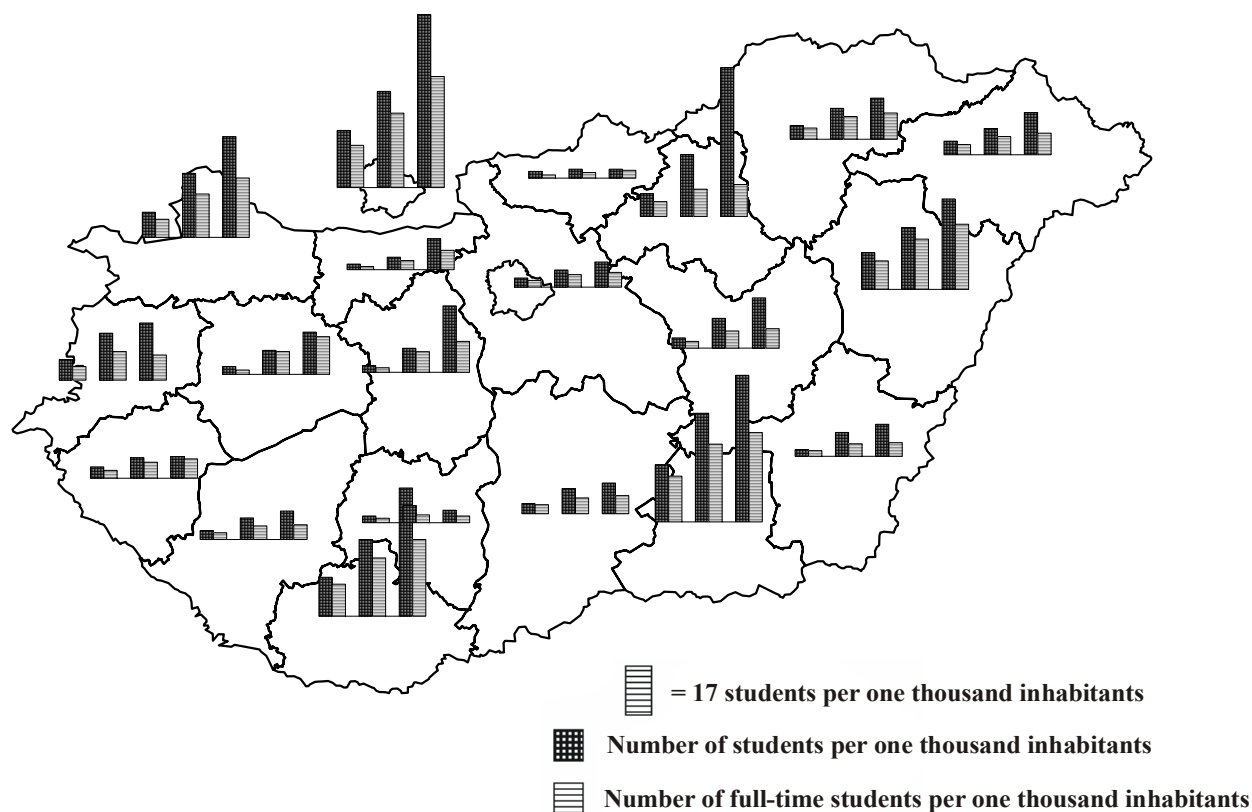 = 17 students per one thousand inhabitants
Number of students per one thousand inhabitants
Number of full-time students per one thousand inhabitants